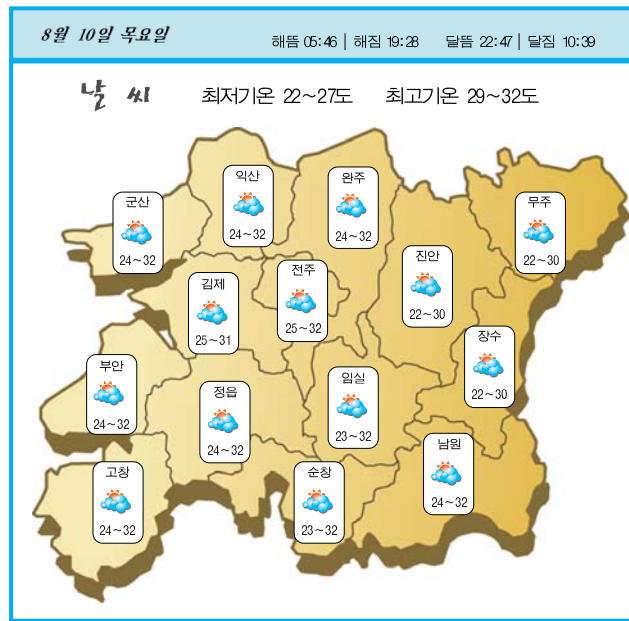 8월 10일 목요일
해뜸 05:46 | 해짐 19:28 달뜸 22:47 | 달짐 10:39
날 씨 최저기온 22~27도 최고기온 29~32도
익산
24~32
완주
24~32
군산
24~32
무주
22~30
진안
22~30
전주
25~32
김제
25~31
장수
22~30
부안
24~32
임실
23~32
정읍
24~32
남원
24~32
고창
24~32
순창
23~32